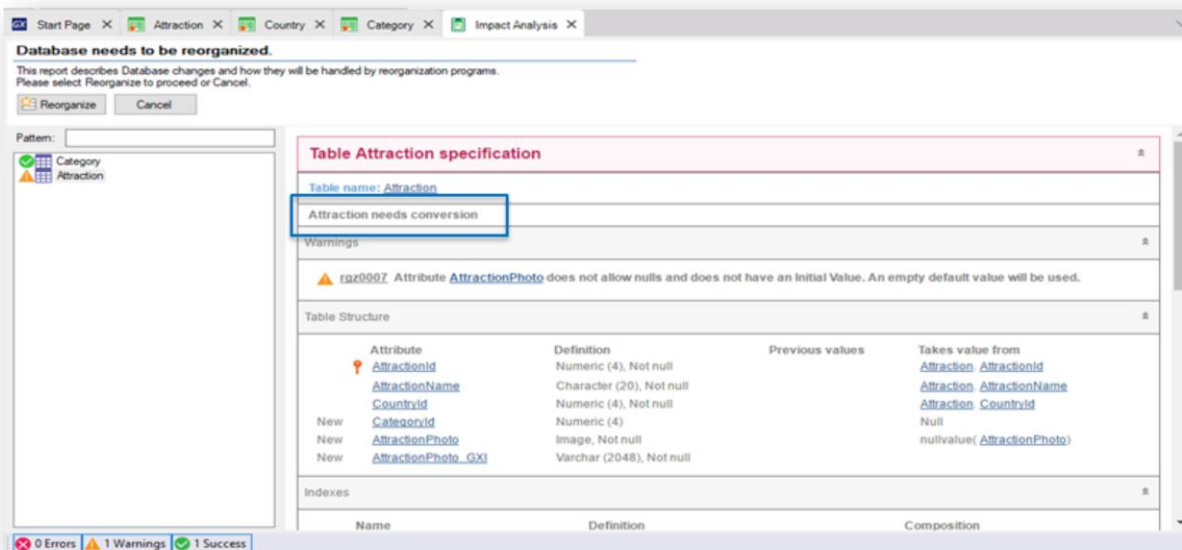 GX Start Page X Attraction X Country X Category X Impact Analysis X
Database needs to be reorganized.
This report describes Database changes and how they will be handled by reorganization programs.
Please select Reorganize to proceed or Cancel.
Reorganize Cancel
Pattern:
Category
Attraction
Table Attraction specification
Table name: Attraction
Attraction needs conversion
Warnings
rgz0007 Attribute AttractionPhoto does not allow nulls and does not have an Initial Value. An empty default value will be used.
Table Structure
Attribute Definition Previous values Takes value from
AttractionId Numeric (4), Not null Attraction. AttractionId
AttractionName Character (20), Not null Attraction. AttractionName
CountryId Numeric (4), Not null Attraction. CountryId
New CategoryId Numeric (4) Null
New AttractionPhoto Image, Not null nullvalue( AttractionPhoto)
New AttractionPhoto_GXI Varchar (2048), Not null
Indexes
Name Definition Composition
0 Errors 1 Warnings 1 Success